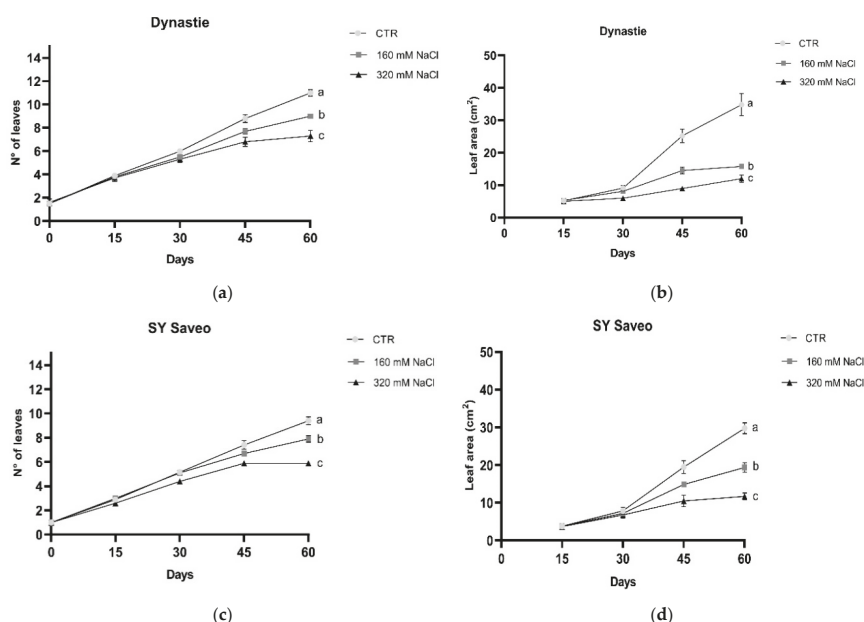 Dynastie
N° of leaves
14
12
10
8
6
4
2
0
0 15 30 45 60
Days
CTR
160 mM NaCl
320 mM NaCl
a
b
c
(a)
Dynastie
Leaf area (cm²)
50
40
30
20
10
0
0 15 30 45 60
Days
CTR
160 mM NaCl
320 mM NaCl
a
b
c
(b)
SY Saveo
N° of leaves
14
12
10
8
6
4
2
0
0 15 30 45 60
Days
CTR
160 mM NaCl
320 mM NaCl
a
b
c
(c)
SY Saveo
Leaf area (cm²)
50
40
30
20
10
0
0 15 30 45 60
Days
CTR
160 mM NaCl
320 mM NaCl
a
b
c
(d)